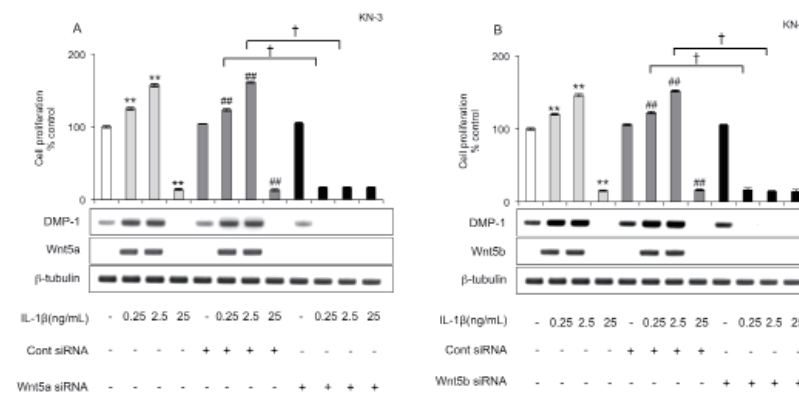 A
KN-3
†
†
200
100
0
Cell proliferation
% control
**
**
**
##
##
##
DMP-1
Wnt5a
β-tubulin
IL-1β(ng/mL) - 0.25 2.5 25 - 0.25 2.5 25 - 0.25 2.5 25
Cont siRNA - - - - + + + + - - - -
Wnt5a siRNA - - - - - - - - + + + +
B
KN-
†
†
200
100
0
Cell proliferation
% control
**
**
**
##
##
##
DMP-1
Wnt5b
β-tubulin
IL-1β(ng/mL) - 0.25 2.5 25 - 0.25 2.5 25 - 0.25 2.5
Cont siRNA - - - - + + + + - - - -
Wnt5b siRNA - - - - - - - - + + + +